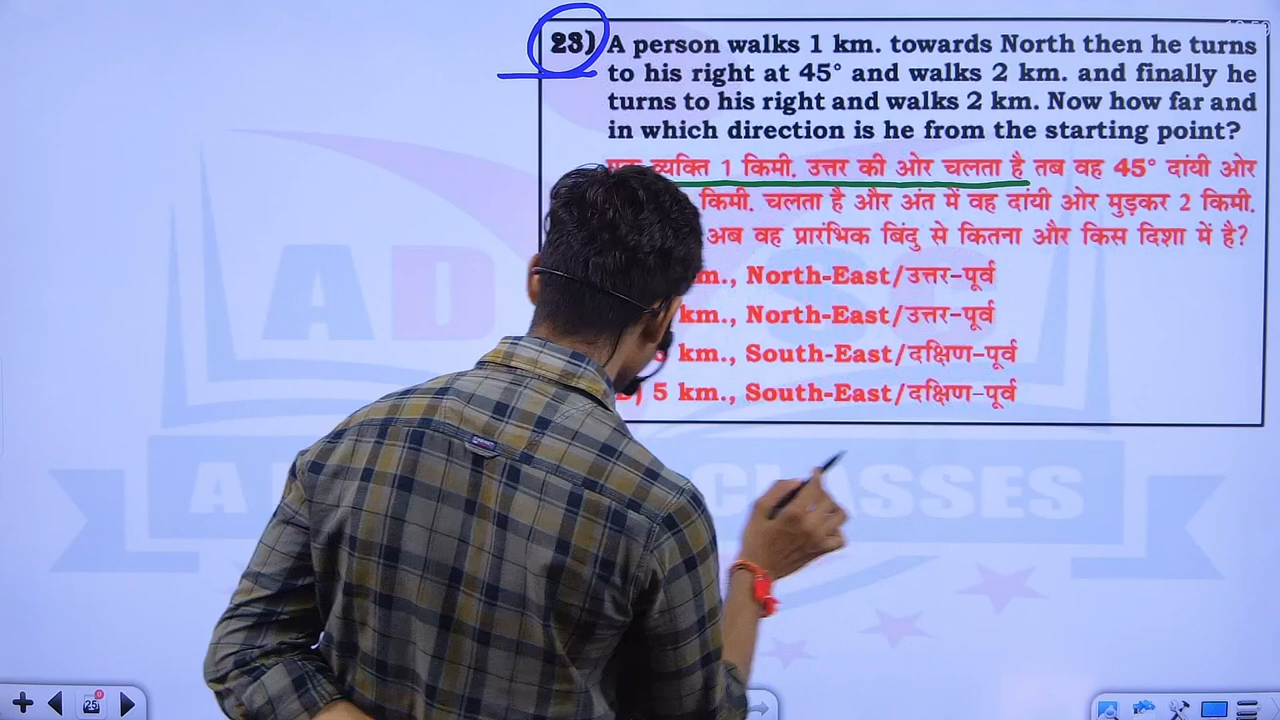 23) A person walks 1 km. towards North then he turns
to his right at 45° and walks 2 km. and finally he
turns to his right and walks 2 km. Now how far and
in which direction is he from the starting point?
व्यक्ति 1 किमी. उत्तर की ओर चलता है तब वह 45° दांयी ओर
किमी. चलता है और अंत में वह दांयी ओर मुड़कर 2 किमी.
अब वह प्रारंभिक बिंदु से कितना और किस दिशा में है?
km., North-East/उत्तर-पूर्व
km., North-East/उत्तर-पूर्व
km., South-East/दक्षिण-पूर्व
5 km., South-East/दक्षिण-पूर्व
CLASSES
25